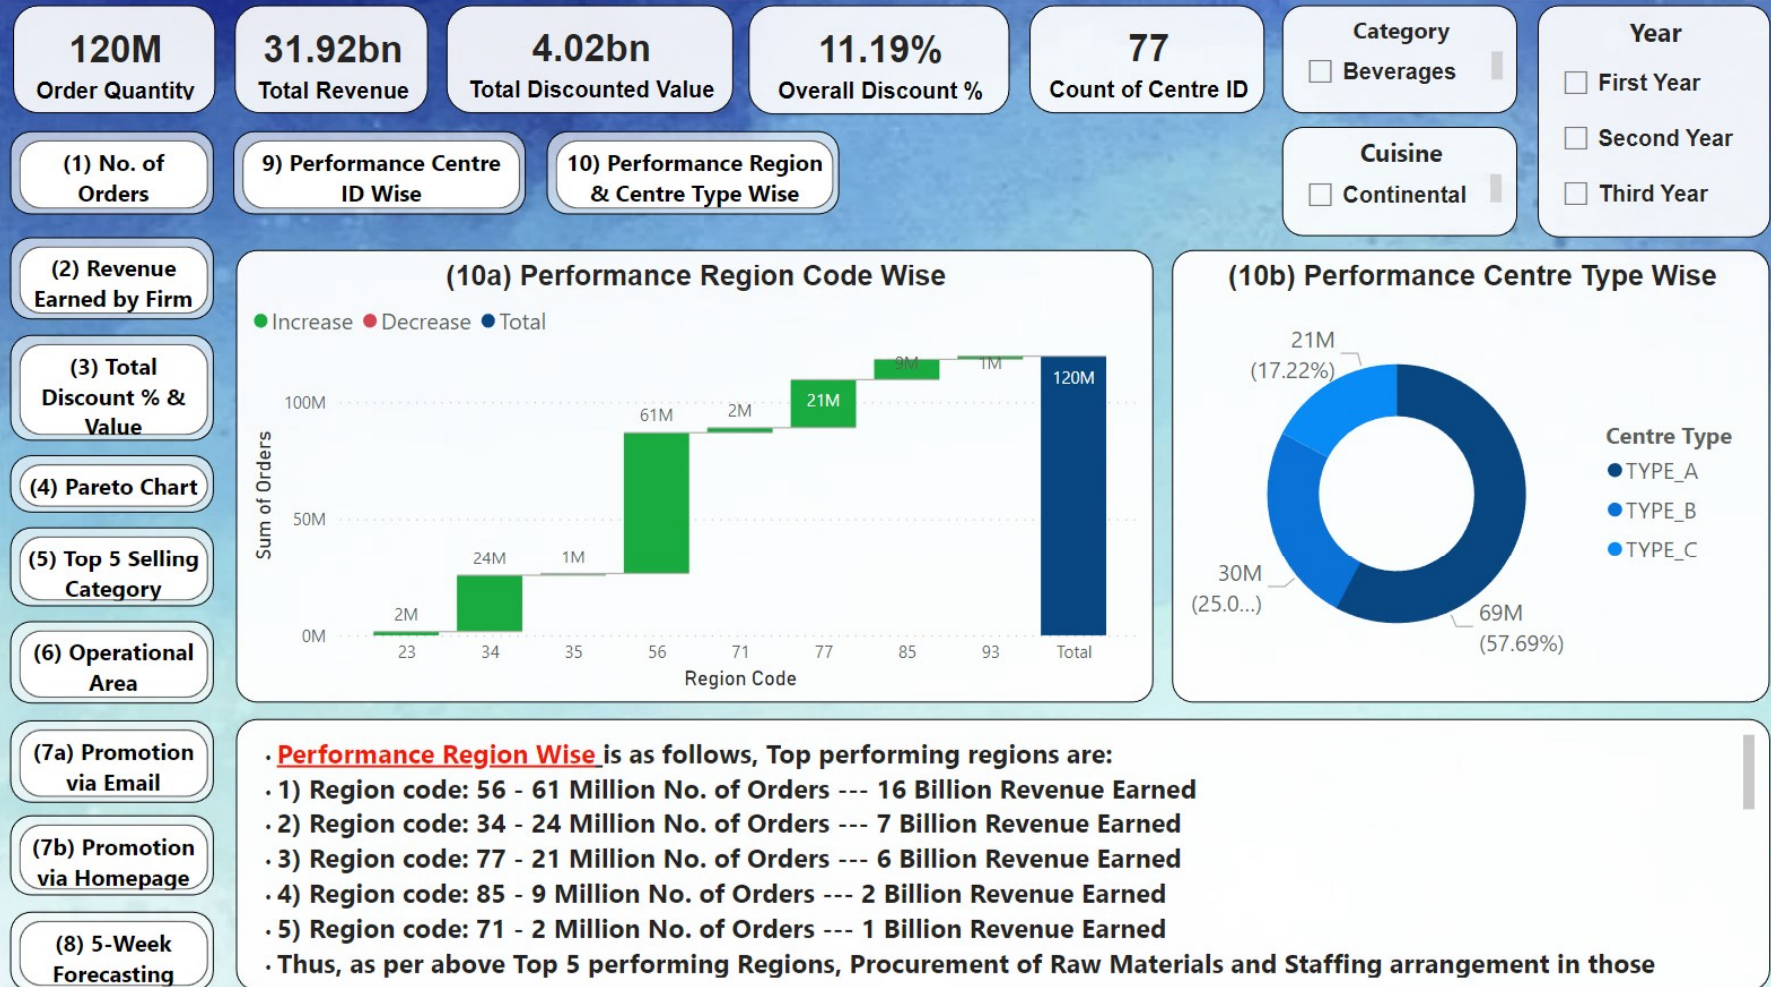 120M
Order Quantity
31.92bn
Total Revenue
4.02bn
Total Discounted Value
11.19%
Overall Discount %
77
Count of Centre ID
Category
Beverages
Year
First Year
Second Year
Third Year
Cuisine
Continental
(1) No. of
Orders
9) Performance Centre
ID Wise
10) Performance Region
& Centre Type Wise
(2) Revenue
Earned by Firm
(3) Total
Discount % &
Value
(4) Pareto Chart
(5) Top 5 Selling
Category
(6) Operational
Area
(7a) Promotion
via Email
(7b) Promotion
via Homepage
(8) 5-Week
Forecasting
(10a) Performance Region Code Wise
Increase Decrease Total
Sum of Orders
100M
50M
0M
2M
24M
1M
61M
2M
21M
9M
1M
120M
23 34 35 56 71 77 85 93 Total
Region Code
(10b) Performance Centre Type Wise
21M
(17.22%)
30M
(25.0...)
69M
(57.69%)
Centre Type
TYPE_A
TYPE_B
TYPE_C
· Performance Region Wise is as follows, Top performing regions are:
· 1) Region code: 56 - 61 Million No. of Orders --- 16 Billion Revenue Earned
· 2) Region code: 34 - 24 Million No. of Orders --- 7 Billion Revenue Earned
· 3) Region code: 77 - 21 Million No. of Orders --- 6 Billion Revenue Earned
· 4) Region code: 85 - 9 Million No. of Orders --- 2 Billion Revenue Earned
· 5) Region code: 71 - 2 Million No. of Orders --- 1 Billion Revenue Earned
· Thus, as per above Top 5 performing Regions, Procurement of Raw Materials and Staffing arrangement in those